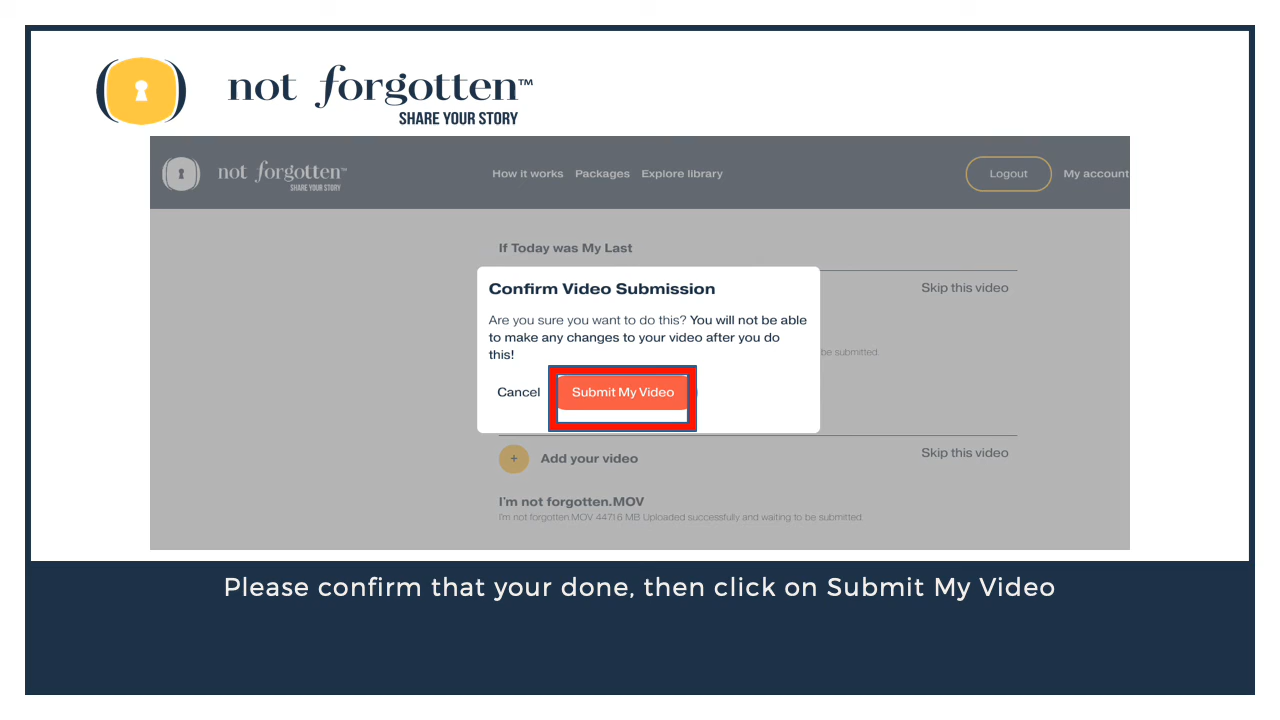 not forgotten™
SHARE YOUR STORY
not forgotten™
SHARE YOUR STORY
How it works Packages Explore library
Logout My account
If Today was My Last
Skip this video
Confirm Video Submission
Are you sure you want to do this? You will not be able
to make any changes to your video after you do
this!
be submitted.
Cancel Submit My Video
+ Add your video
Skip this video
I'm not forgotten.MOV
I'm not forgotten.MOV 447.16 MB Uploaded successfully and waiting to be submitted.
Please confirm that your done, then click on Submit My Video